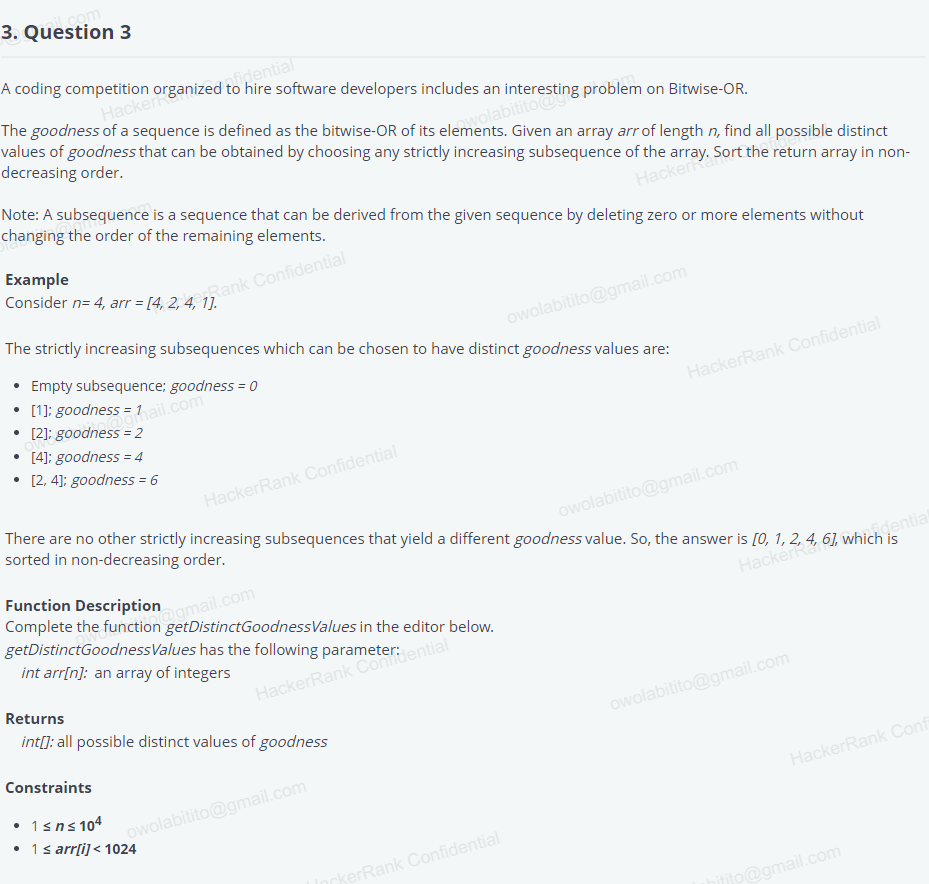 3. Question 3
A coding competition organized to hire software developers includes an interesting problem on Bitwise-OR.
The goodness of a sequence is defined as the bitwise-OR of its elements. Given an array arr of length n, find all possible distinct
values of goodness that can be obtained by choosing any strictly increasing subsequence of the array. Sort the return array in non-
decreasing order.
Note: A subsequence is a sequence that can be derived from the given sequence by deleting zero or more elements without
changing the order of the remaining elements.
Example
Consider n= 4, arr = [4, 2, 4, 1].
The strictly increasing subsequences which can be chosen to have distinct goodness values are:
• Empty subsequence; goodness = 0
• [1]; goodness = 1
• [2]; goodness = 2
• [4]; goodness = 4
• [2, 4]; goodness = 6
There are no other strictly increasing subsequences that yield a different goodness value. So, the answer is [0, 1, 2, 4, 6], which is
sorted in non-decreasing order.
Function Description
Complete the function getDistinctGoodnessValues in the editor below.
getDistinctGoodnessValues has the following parameter:
int arr[n]: an array of integers
Returns
int[]: all possible distinct values of goodness
Constraints
• 1 ≤ n ≤ 10⁴
• 1 ≤ arr[i] < 1024
HackerRank Confidential
owolabitito@gmail.com